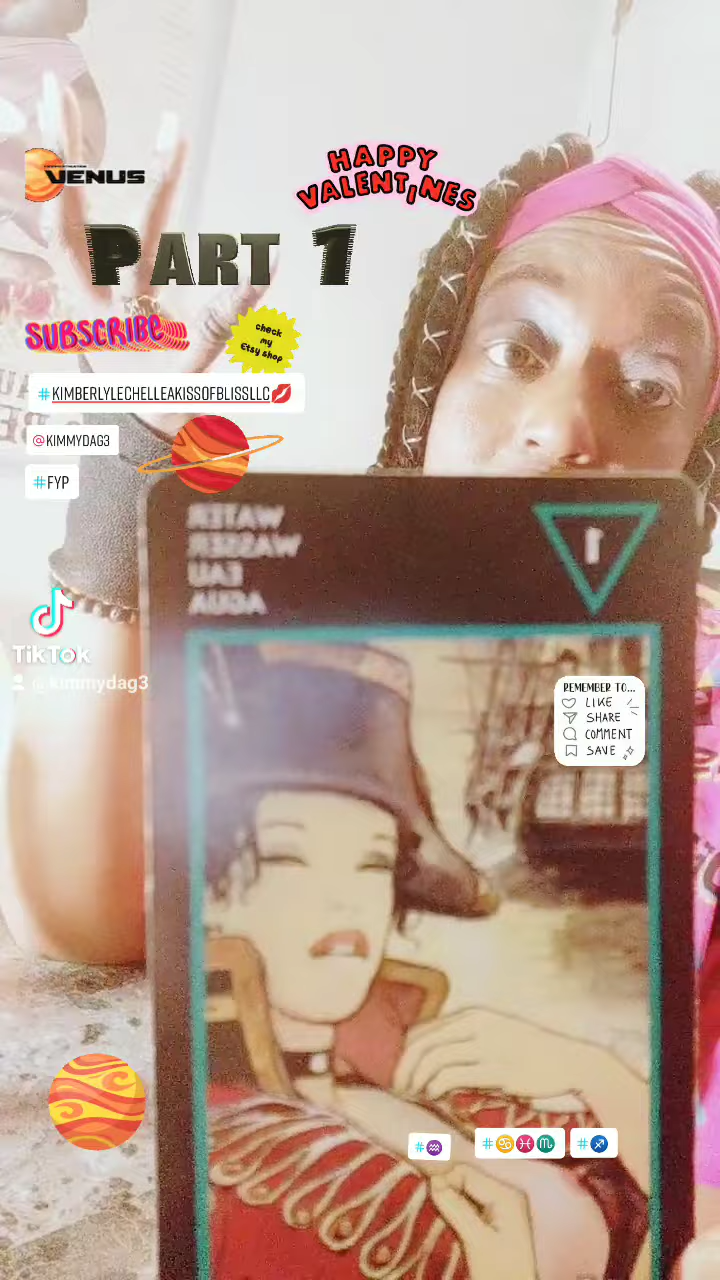 VENUS
HAPPY
VALENTINES
PART 1
SUBSCRIBE
check
my
Etsy shop
#KIMBERLYLECHELLEAKISSOFBLISSLLC💋
@KIMMYDAG3
#FYP
WATER
WASSER
EAU
AGUA
1
TikTok
@kimmydag3
REMEMBER TO...
LIKE
SHARE
COMMENT
SAVE
#♒ #♋♓♏ #♐